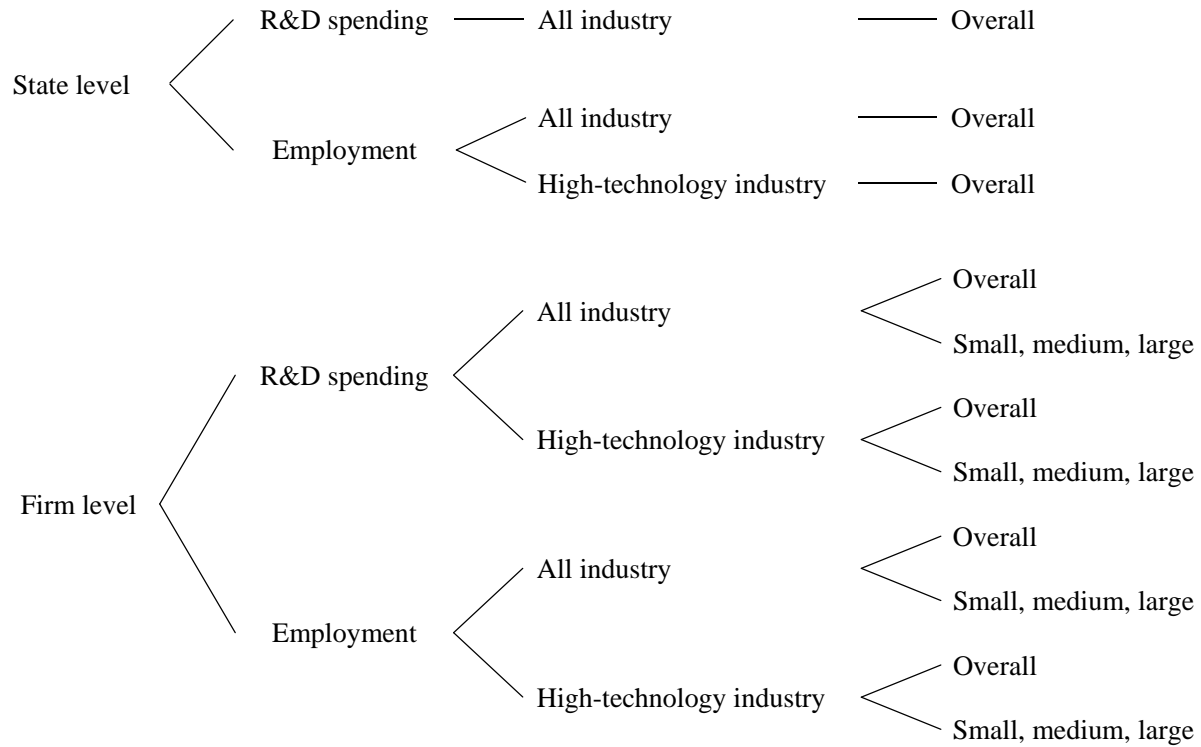 R&D spending All industry Overall
State level
Employment All industry Overall
High-technology industry Overall
Overall
All industry
Small, medium, large
R&D spending
Overall
High-technology industry
Small, medium, large
Firm level
Overall
All industry
Small, medium, large
Employment
Overall
High-technology industry
Small, medium, large